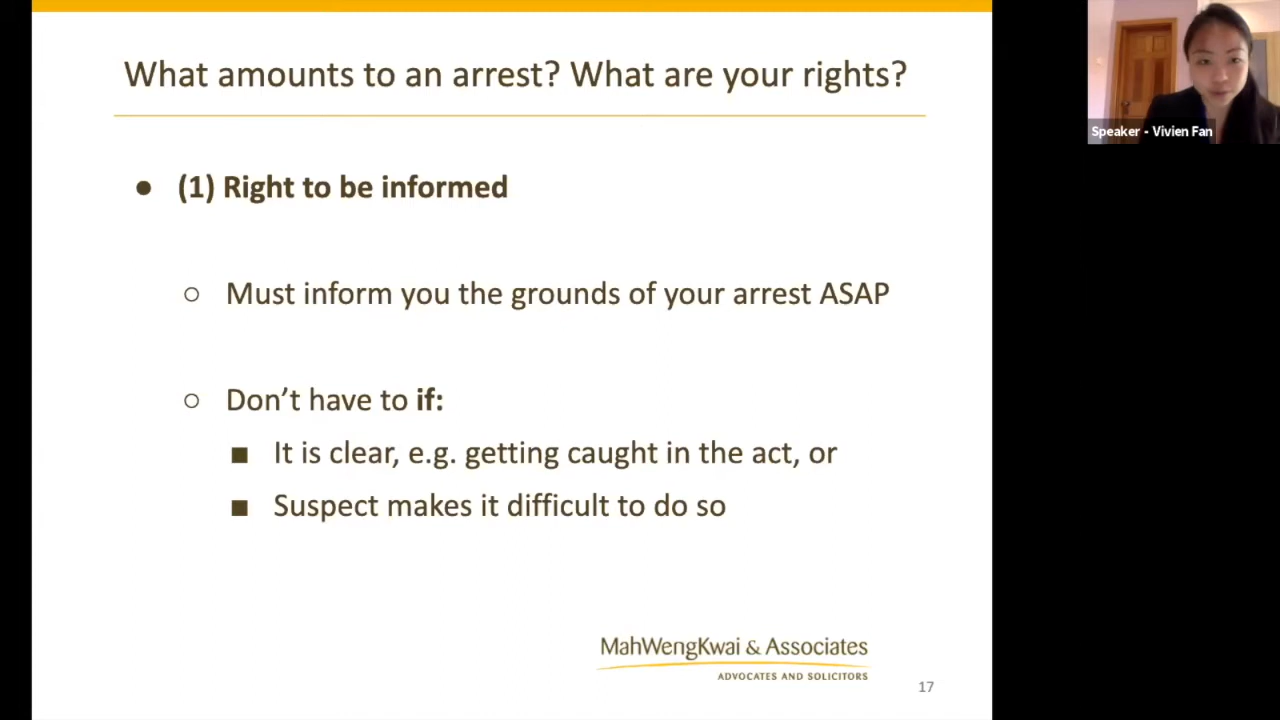 What amounts to an arrest? What are your rights?
● (1) Right to be informed
○ Must inform you the grounds of your arrest ASAP
○ Don’t have to if:
■ It is clear, e.g. getting caught in the act, or
■ Suspect makes it difficult to do so
MahWengKwai & Associates
ADVOCATES AND SOLICITORS
17
Speaker - Vivien Fan